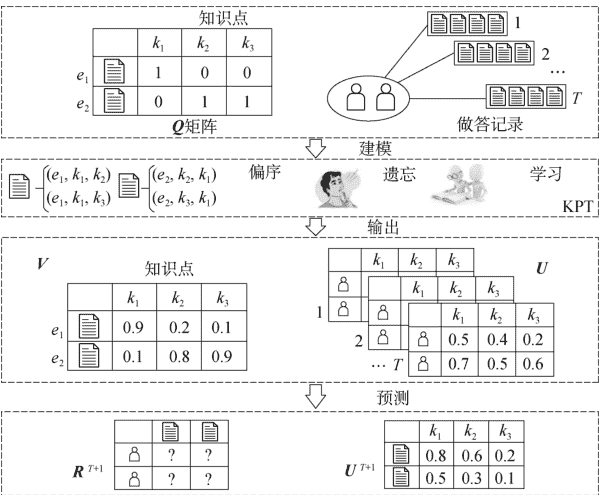 知识点
k1 k2 k3
e1 1 0 0
e2 0 1 1
Q矩阵
1
2
...
T
做答记录
建模
(e1, k1, k2) (e2, k2, k1)
(e1, k1, k3) (e2, k3, k1)
偏序 遗忘 学习
KPT
输出
V
知识点
k1 k2 k3
e1 0.9 0.2 0.1
e2 0.1 0.8 0.9
U
k1 k2 k3
1
k1 k2 k3
2
k1 k2 k3
0.5 0.4 0.2
... T 0.7 0.5 0.6
预测
R T+1
? ?
? ?
U T+1
k1 k2 k3
0.8 0.6 0.2
0.5 0.3 0.1